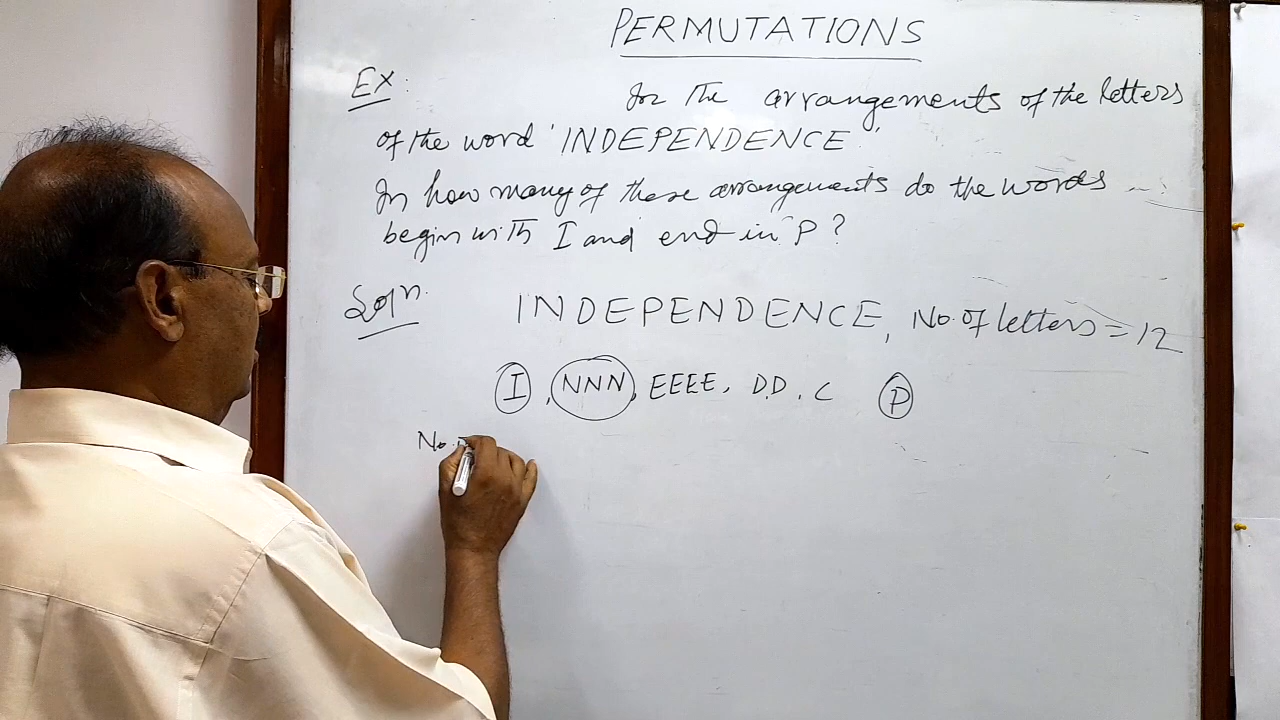 PERMUTATIONS
Ex: For the arrangements of the letters
of the word 'INDEPENDENCE',
In how many of these arrangements do the words
begin with I and end in P?
Soln.
INDEPENDENCE, No. of letters = 12
I, NNN, EEEE, D.D, C P
No.